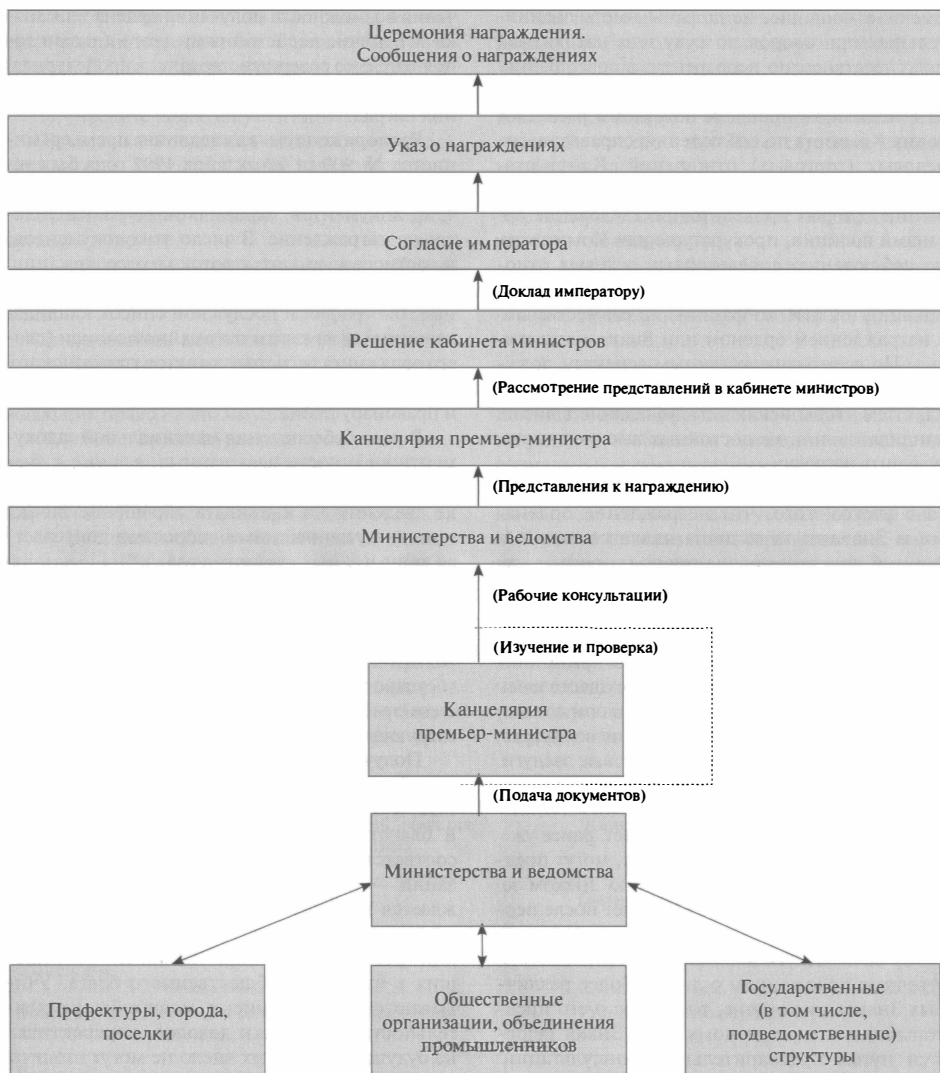 Церемония награждения.
Сообщения о награждениях
Указ о награждениях
Согласие императора
(Доклад императору)
Решение кабинета министров
(Рассмотрение представлений в кабинете министров)
Канцелярия премьер-министра
(Представления к награждению)
Министерства и ведомства
(Рабочие консультации)
(Изучение и проверка)
Канцелярия
премьер-министра
(Подача документов)
Министерства и ведомства
Префектуры, города,
поселки
Общественные
организации, объединения
промышленников
Государственные
(в том числе,
подведомственные)
структуры